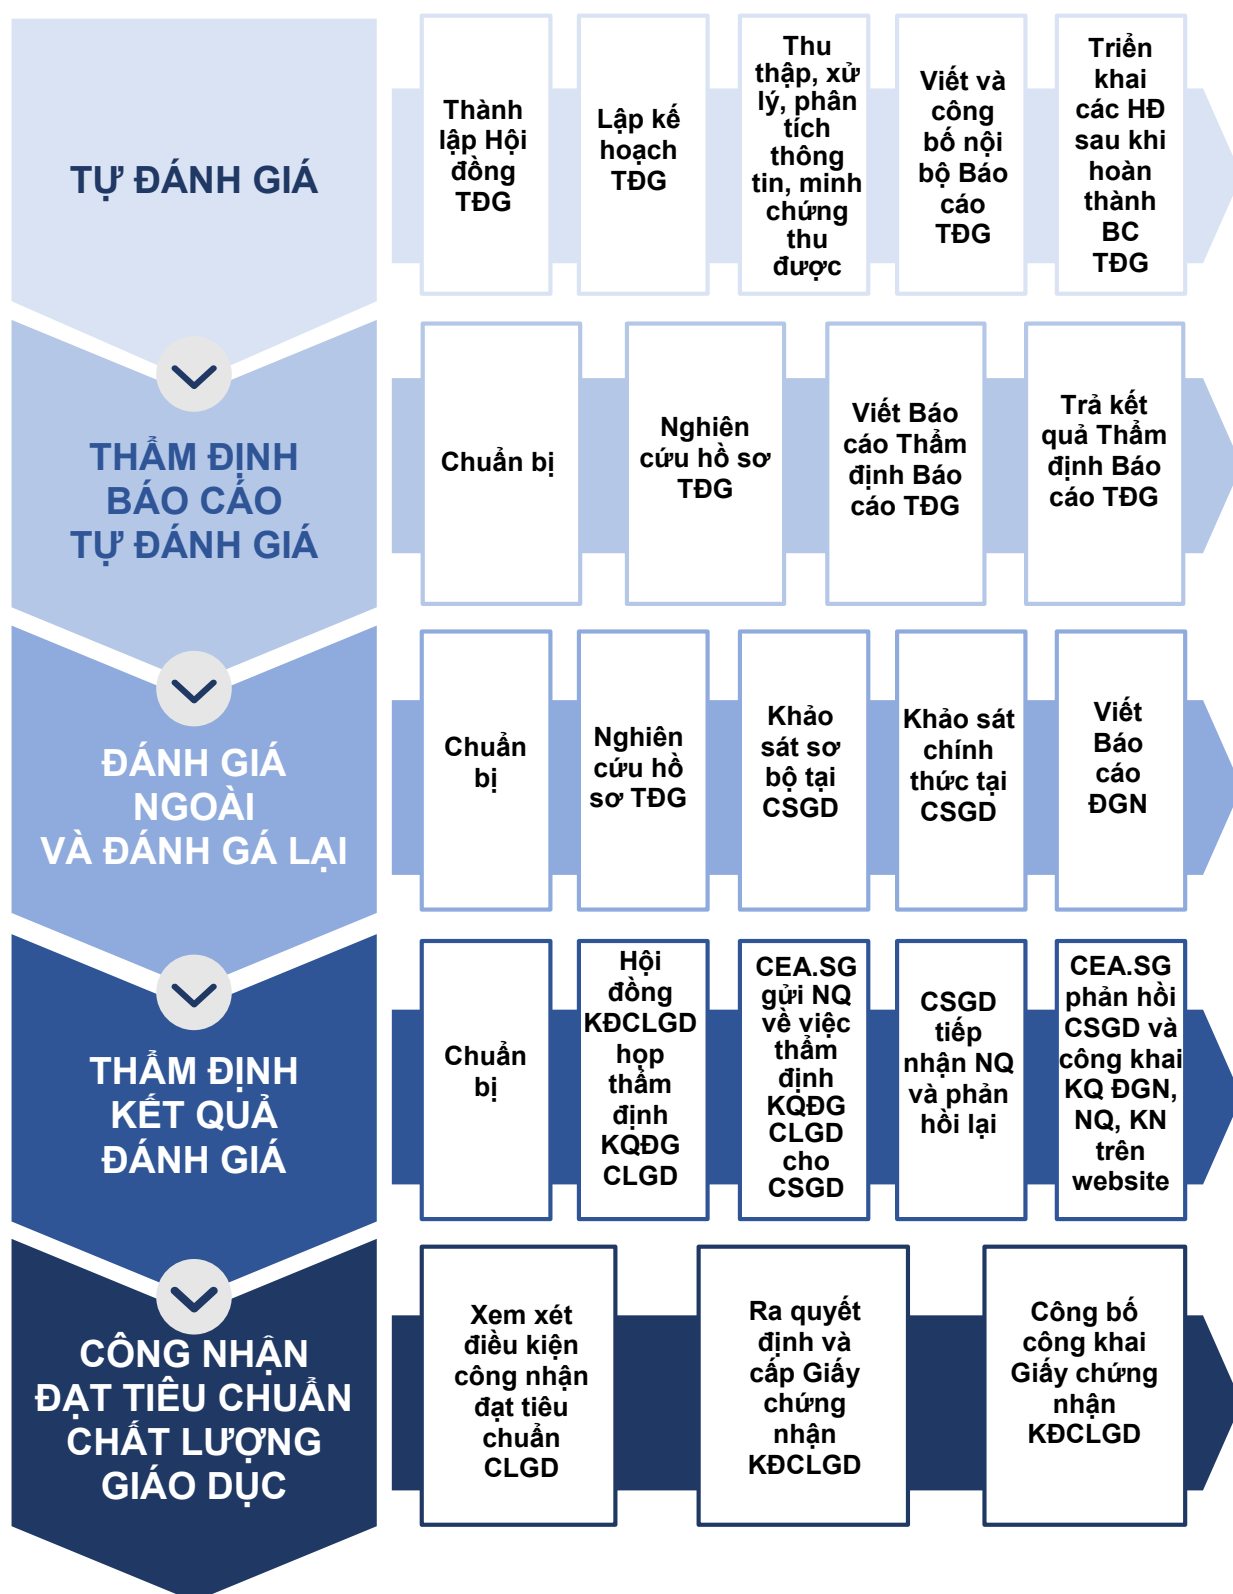 TỰ ĐÁNH GIÁ
Thành
lập Hội
đồng
TĐG
Lập kế
hoạch
TĐG
Thu
thập, xử
lý, phân
tích
thông
tin, minh
chứng
thu
được
Viết và
công
bố nội
bộ Báo
cáo
TĐG
Triển
khai
các HĐ
sau khi
hoàn
thành
BC
TĐG
THẨM ĐỊNH
BÁO CÁO
TỰ ĐÁNH GIÁ
Chuẩn bị
Nghiên
cứu hồ sơ
TĐG
Viết Báo
cáo Thẩm
định Báo
cáo TĐG
Trả kết
quả Thẩm
định Báo
cáo TĐG
ĐÁNH GIÁ
NGOÀI
VÀ ĐÁNH GÁ LẠI
Chuẩn
bị
Nghiên
cứu hồ
sơ TĐG
Khảo
sát sơ
bộ tại
CSGD
Khảo sát
chính
thức tại
CSGD
Viết
Báo
cáo
ĐGN
THẨM ĐỊNH
KẾT QUẢ
ĐÁNH GIÁ
Chuẩn
bị
Hội
đồng
KĐCLGD
họp
thẩm
định
KQĐG
CLGD
CEA.SG
gửi NQ
về việc
thẩm
định
KQĐG
CLGD
cho
CSGD
CSGD
tiếp
nhận NQ
và phản
hồi lại
CEA.SG
phản hồi
CSGD và
công khai
KQ ĐGN,
NQ, KN
trên
website
CÔNG NHẬN
ĐẠT TIÊU CHUẨN
CHẤT LƯỢNG
GIÁO DỤC
Xem xét
điều kiện
công nhận
đạt tiêu
chuẩn
CLGD
Ra quyết
định và
cấp Giấy
chứng
nhận
KĐCLGD
Công bố
công khai
Giấy chứng
nhận
KĐCLGD